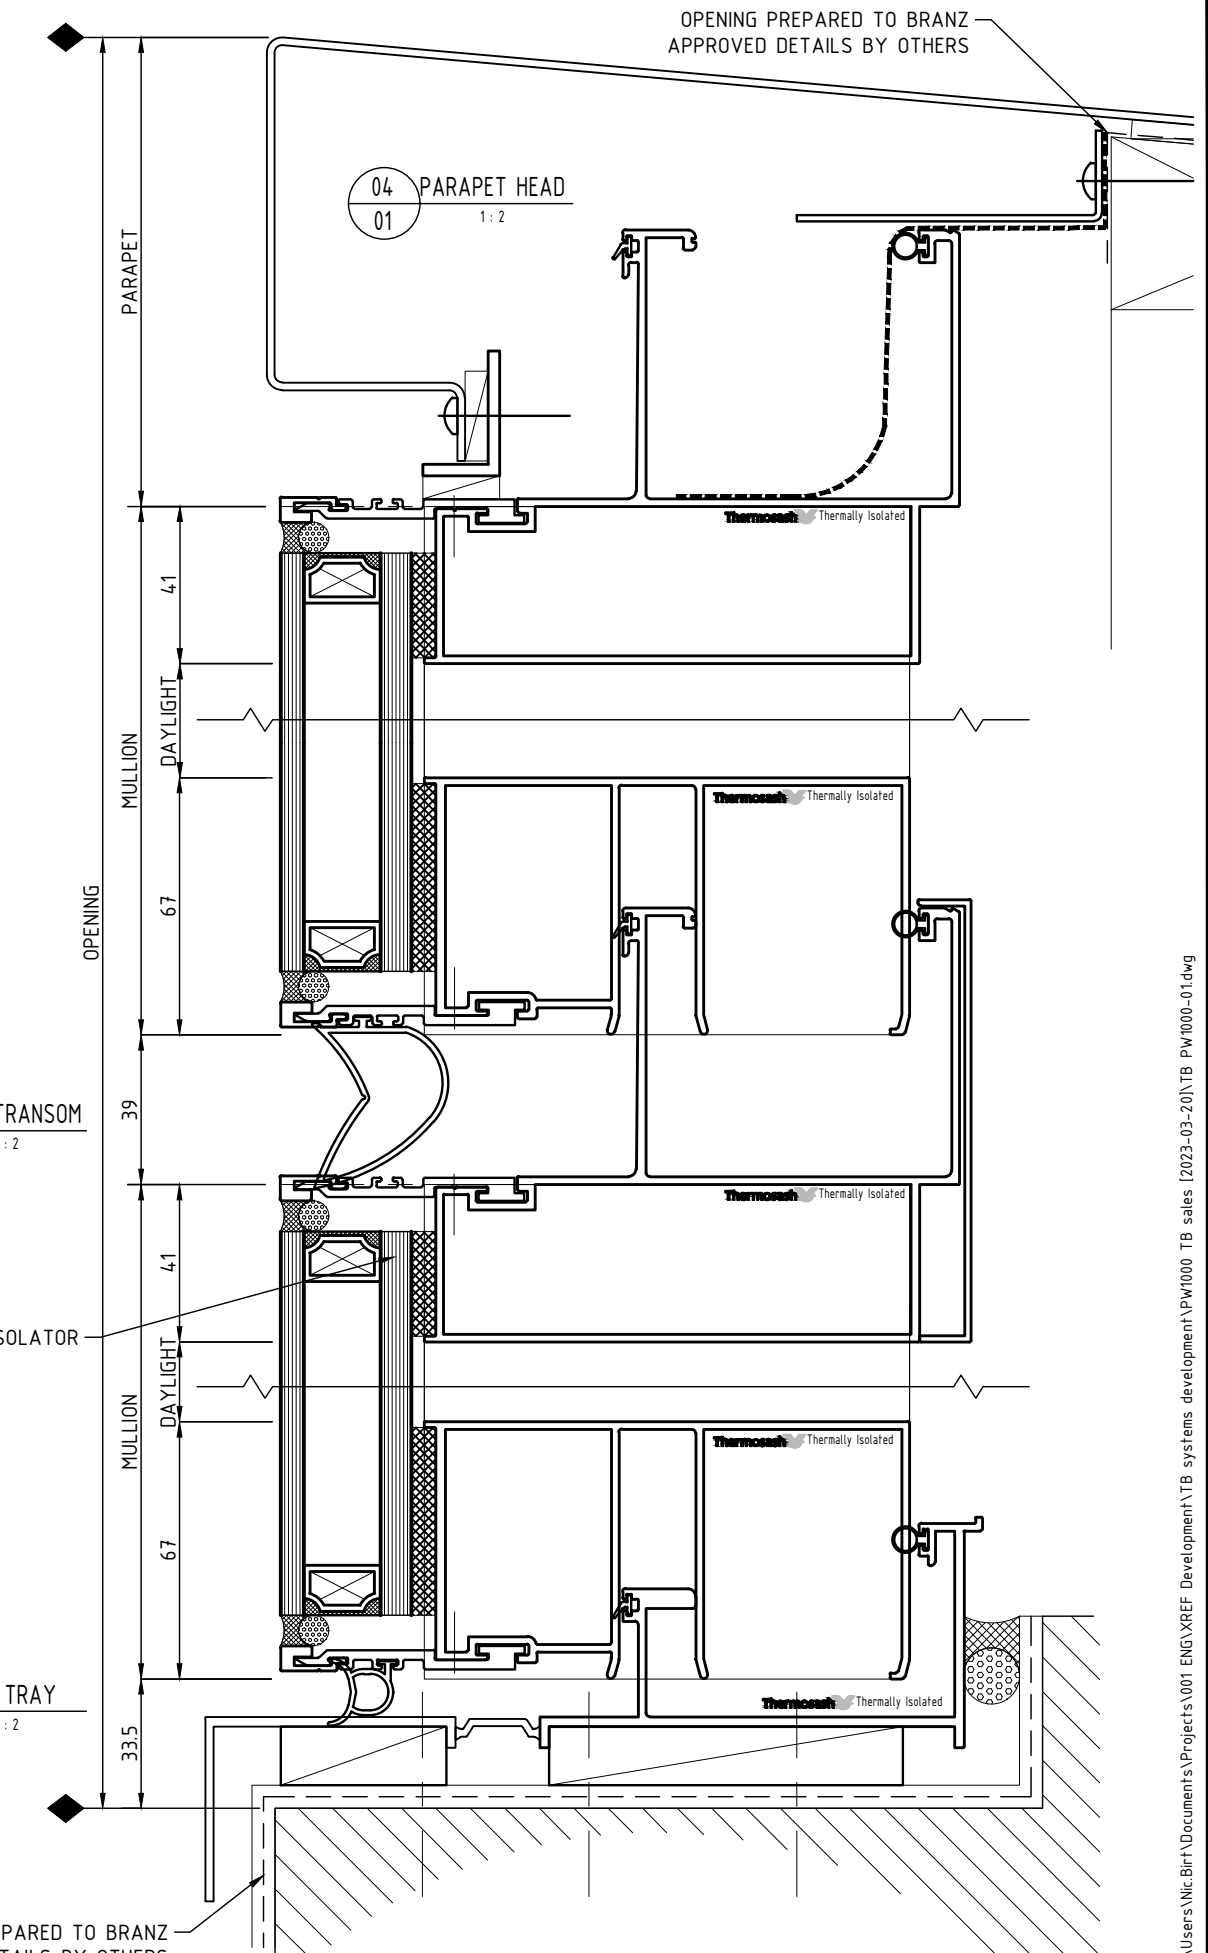 OPENING PREPARED TO BRANZ
APPROVED DETAILS BY OTHERS
04
01
PARAPET HEAD
1 : 2
PARAPET
Thermosash Thermally Isolated
41
DAYLIGHT
MULLION
Thermosash Thermally Isolated
67
OPENING
39
TRANSOM
: 2
Thermosash Thermally Isolated
41
SOLATOR
DAYLIGHT
MULLION
Thermosash Thermally Isolated
67
TRAY
: 2
Thermosash Thermally Isolated
33.5
PARED TO BRANZ
TAILS BY OTHERS
\Users\Nic.Birt\Documents\Projects\001 ENG\XREF Development\TB systems development\PW1000 TB sales [2023-03-20]\TB PW1000-01.dwg